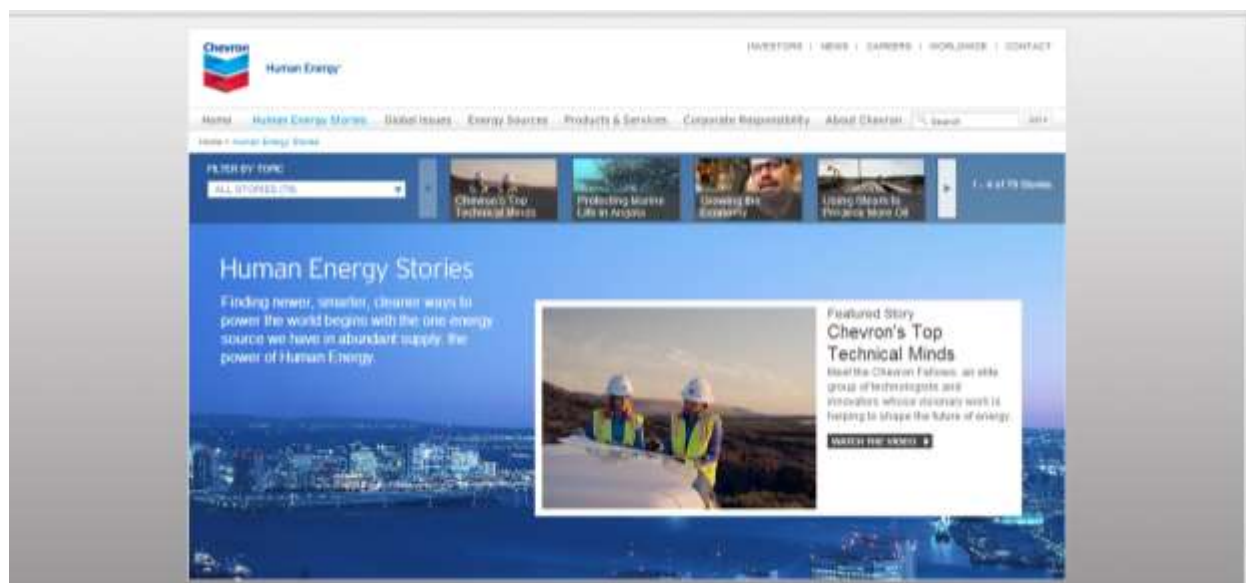 Chevron
Human Energy®
INVESTORS | NEWS | CAREERS | WORLDWIDE | CONTACT
Home Human Energy Stories Global Issues Energy Sources Products & Services Corporate Responsibility About Chevron Search GO
Home > Human Energy Stories
FILTER BY TOPIC
ALL STORIES
Chevron's Top
Technical Minds
Protecting Marine
Life in Angola
Growing the
Economy
Using Steam to
Produce More Oil
Stories
Human Energy Stories
Finding newer, smarter, cleaner ways to
power the world begins with the one energy
source we have in abundant supply: the
power of Human Energy.
Featured Story
Chevron's Top
Technical Minds
Meet the Chevron Fellows, an elite
group of technologists and
innovators whose visionary work is
helping to shape the future of energy.
WATCH THE VIDEO